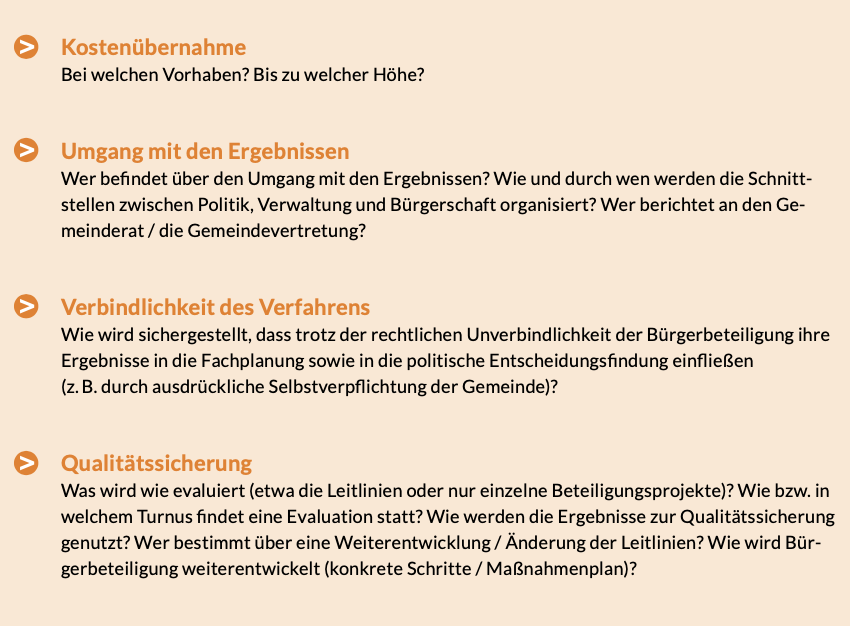 Kostenübernahme
Bei welchen Vorhaben? Bis zu welcher Höhe?
Umgang mit den Ergebnissen
Wer befindet über den Umgang mit den Ergebnissen? Wie und durch wen werden die Schnitt-
stellen zwischen Politik, Verwaltung und Bürgerschaft organisiert? Wer berichtet an den Ge-
meinderat / die Gemeindevertretung?
Verbindlichkeit des Verfahrens
Wie wird sichergestellt, dass trotz der rechtlichen Unverbindlichkeit der Bürgerbeteiligung ihre
Ergebnisse in die Fachplanung sowie in die politische Entscheidungsfindung einfließen
(z. B. durch ausdrückliche Selbstverpflichtung der Gemeinde)?
Qualitätssicherung
Was wird wie evaluiert (etwa die Leitlinien oder nur einzelne Beteiligungsprojekte)? Wie bzw. in
welchem Turnus findet eine Evaluation statt? Wie werden die Ergebnisse zur Qualitätssicherung
genutzt? Wer bestimmt über eine Weiterentwicklung / Änderung der Leitlinien? Wie wird Bür-
gerbeteiligung weiterentwickelt (konkrete Schritte / Maßnahmenplan)?